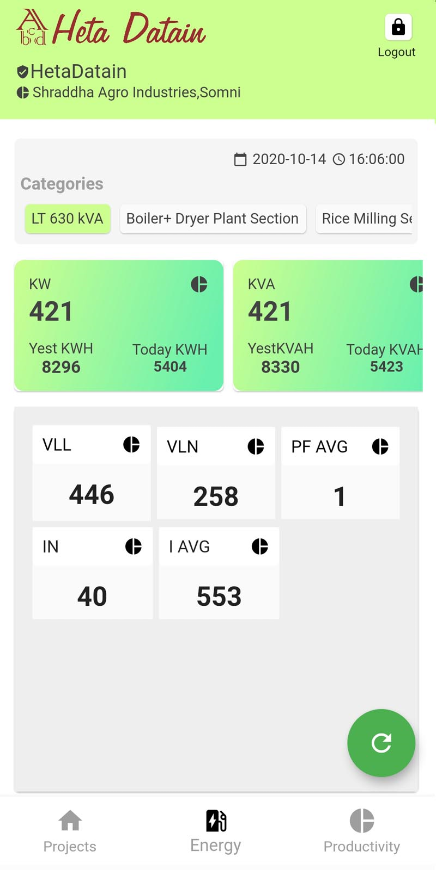 A
bcd
Heta Datain
Logout
HetaDatain
Shraddha Agro Industries,Somni
2020-10-14 16:06:00
Categories
LT 630 kVA Boiler+ Dryer Plant Section Rice Milling Se
KW KVA
421 421
Yest KWH Today KWH YestKVAH Today KVAH
8296 5404 8330 5423
VLL VLN PF AVG
446 258 1
IN I AVG
40 553
Projects Energy Productivity